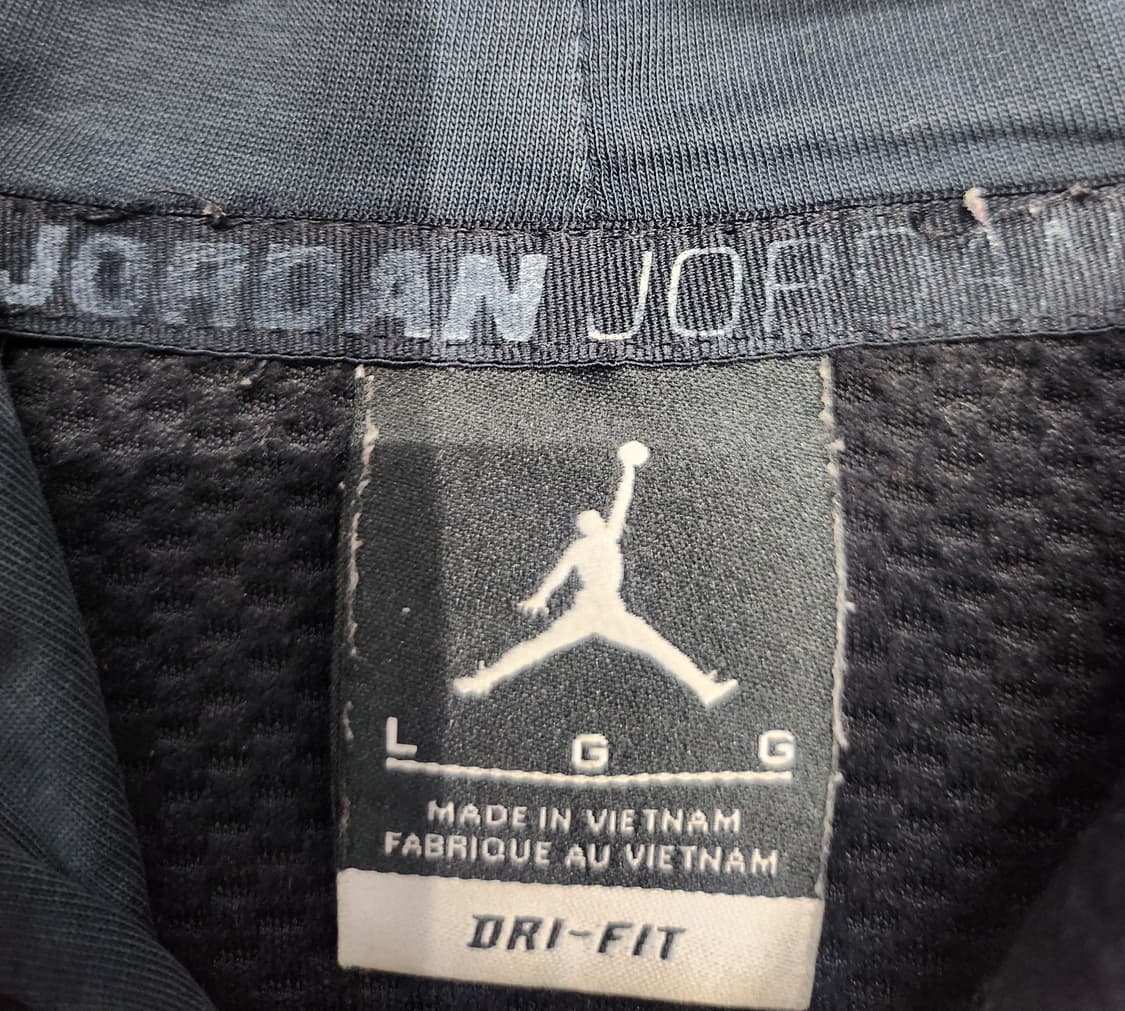 JORDAN JORDAN
L G G
MADE IN VIETNAM
FABRIQUE AU VIETNAM
DRI-FIT